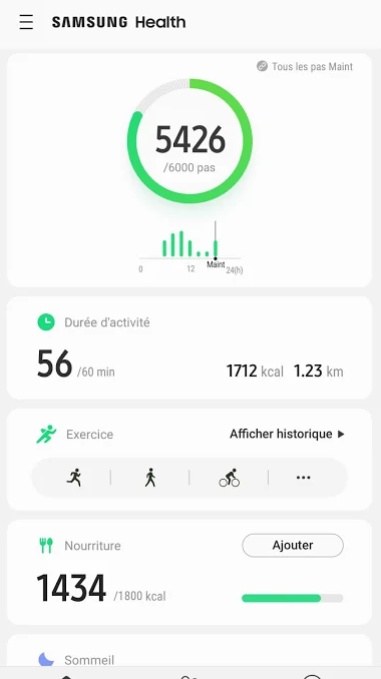 SAMSUNG Health
Tous les pas Maint
5426
/6000 pas
0 12 Maint 24(h)
Durée d'activité
56 /60 min 1712 kcal 1.23 km
Exercice Afficher historique
Nourriture Ajouter
1434 /1800 kcal
Sommeil